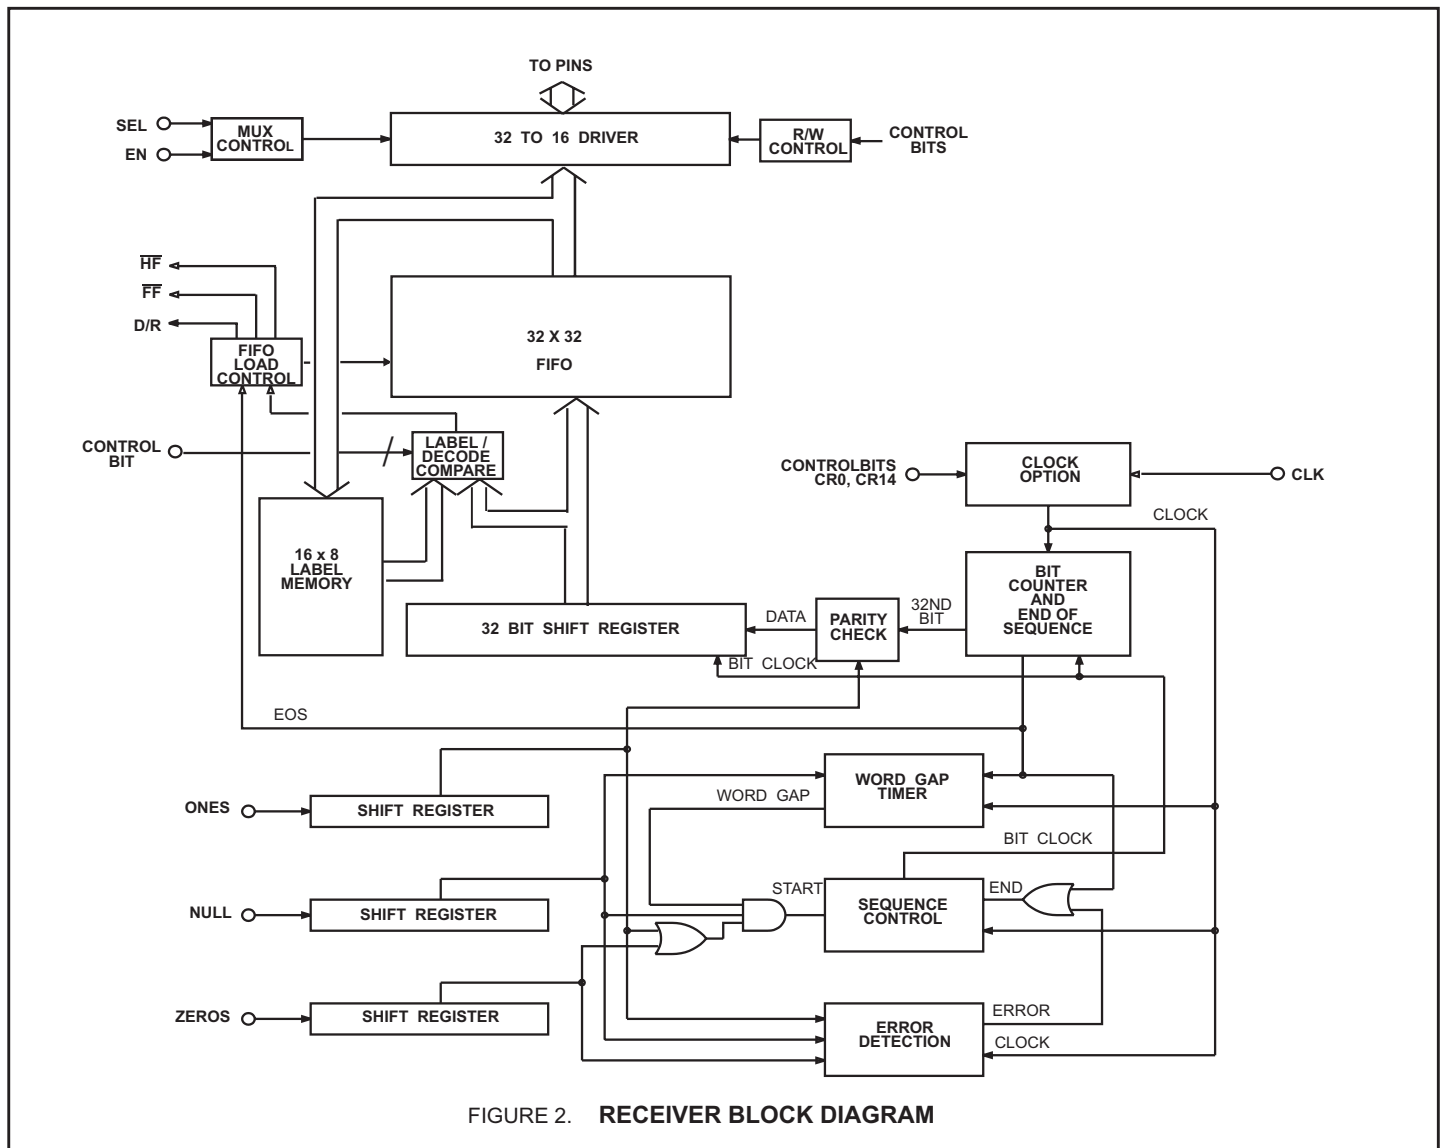 TO PINS
SEL
EN
MUX
CONTROL
32 TO 16 DRIVER
R/W
CONTROL
CONTROL
BITS
HF
FF
D/R
FIFO
LOAD
CONTROL
32 X 32
FIFO
CONTROL
BIT
/
LABEL /
DECODE
COMPARE
CONTROLBITS
CR0, CR14
CLOCK
OPTION
CLK
CLOCK
16 x 8
LABEL
MEMORY
BIT
COUNTER
AND
END OF
SEQUENCE
32 BIT SHIFT REGISTER
DATA
PARITY
CHECK
32ND
BIT
BIT CLOCK
EOS
ONES
SHIFT REGISTER
WORD GAP
WORD GAP
TIMER
BIT CLOCK
NULL
SHIFT REGISTER
START
SEQUENCE
CONTROL
END
ZEROS
SHIFT REGISTER
ERROR
DETECTION
ERROR
CLOCK
FIGURE 2. RECEIVER BLOCK DIAGRAM